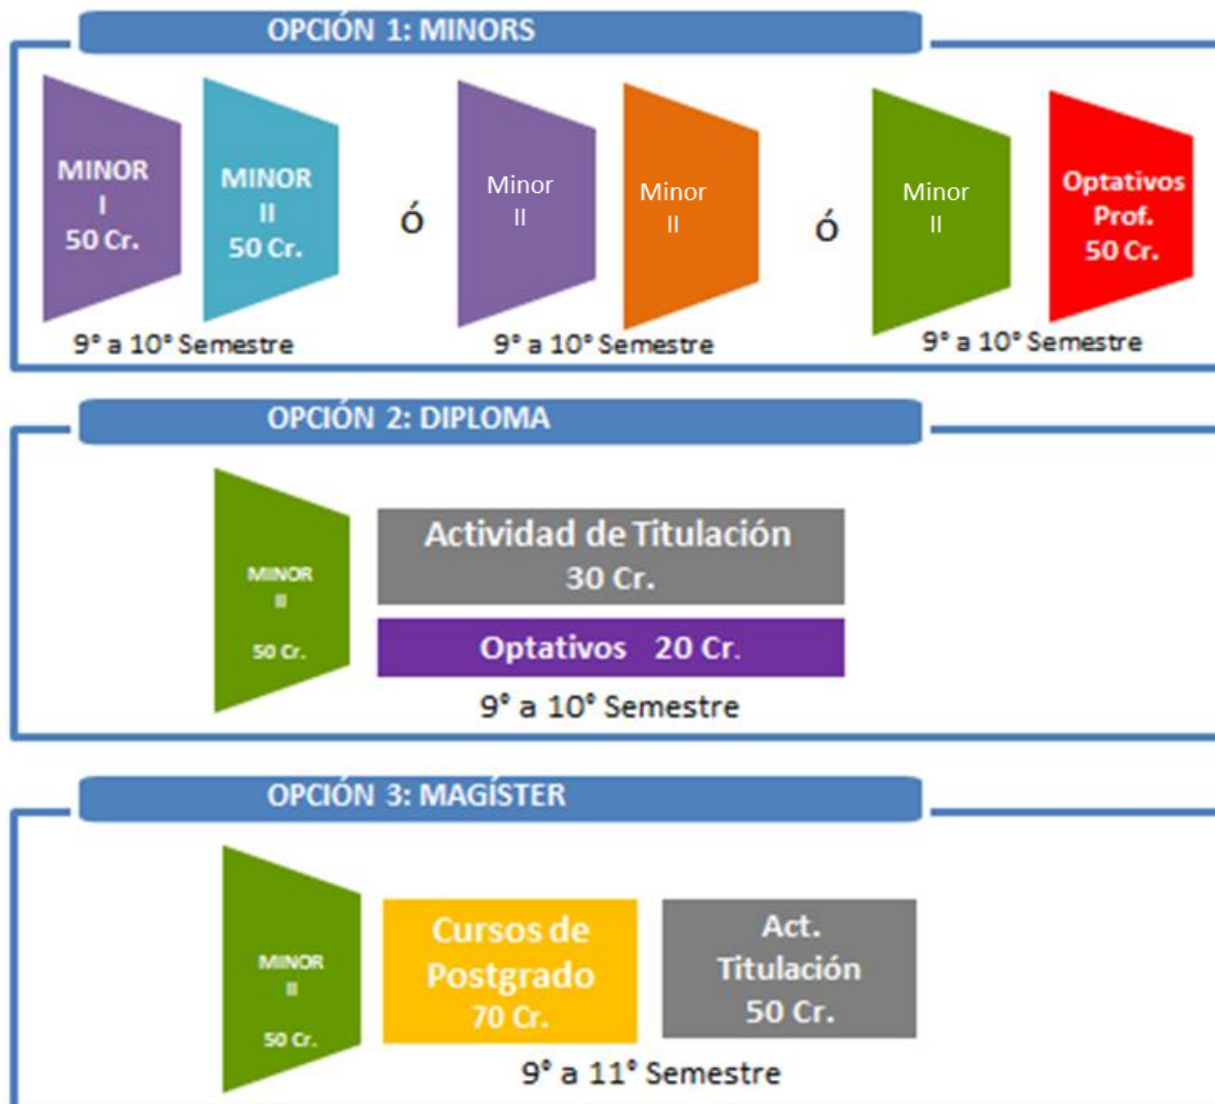 OPCIÓN 1: MINORS
MINOR
I
50 Cr.
MINOR
II
50 Cr.
ó
Minor
II
Minor
II
ó
Minor
II
Optativos
Prof.
50 Cr.
9° a 10° Semestre
9° a 10° Semestre
9° a 10° Semestre
OPCIÓN 2: DIPLOMA
MINOR
II
50 Cr.
Actividad de Titulación
30 Cr.
Optativos 20 Cr.
9° a 10° Semestre
OPCIÓN 3: MAGÍSTER
MINOR
II
50 Cr.
Cursos de
Postgrado
70 Cr.
Act.
Titulación
50 Cr.
9° a 11° Semestre